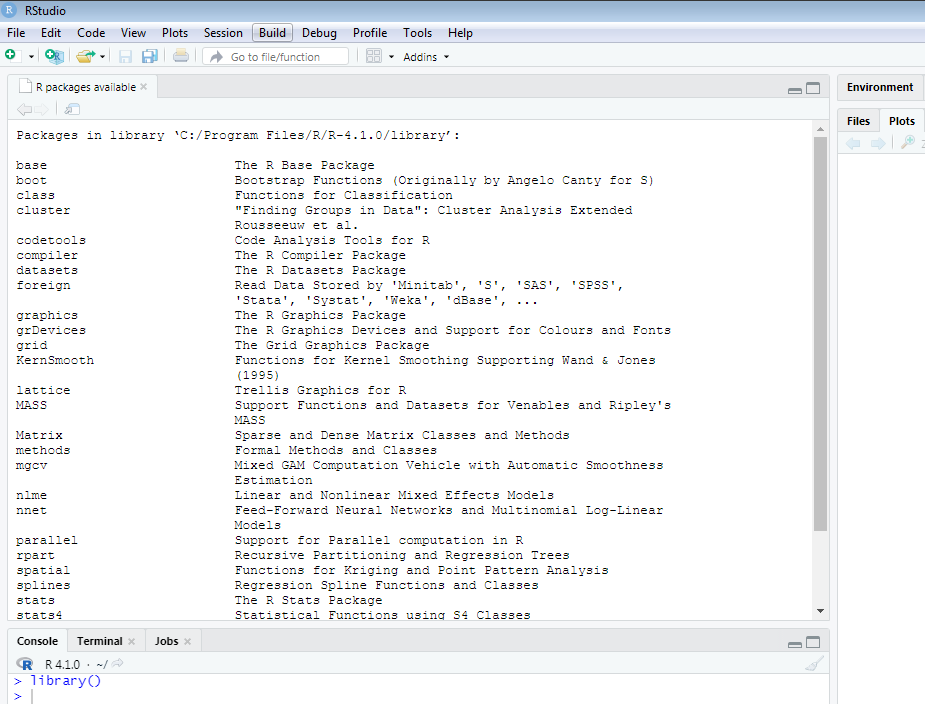 RStudio
File Edit Code View Plots Session Build Debug Profile Tools Help
Go to file/function Addins
R packages available
Environment
Files Plots
Packages in library ‘C:/Program Files/R/R-4.1.0/library’:
base The R Base Package
boot Bootstrap Functions (Originally by Angelo Canty for S)
class Functions for Classification
cluster "Finding Groups in Data": Cluster Analysis Extended
Rousseeuw et al.
codetools Code Analysis Tools for R
compiler The R Compiler Package
datasets The R Datasets Package
foreign Read Data Stored by 'Minitab', 'S', 'SAS', 'SPSS',
'Stata', 'Systat', 'Weka', 'dBase', ...
graphics The R Graphics Package
grDevices The R Graphics Devices and Support for Colours and Fonts
grid The Grid Graphics Package
KernSmooth Functions for Kernel Smoothing Supporting Wand & Jones
(1995)
lattice Trellis Graphics for R
MASS Support Functions and Datasets for Venables and Ripley's
MASS
Matrix Sparse and Dense Matrix Classes and Methods
methods Formal Methods and Classes
mgcv Mixed GAM Computation Vehicle with Automatic Smoothness
Estimation
nlme Linear and Nonlinear Mixed Effects Models
nnet Feed-Forward Neural Networks and Multinomial Log-Linear
Models
parallel Support for Parallel computation in R
rpart Recursive Partitioning and Regression Trees
spatial Functions for Kriging and Point Pattern Analysis
splines Regression Spline Functions and Classes
stats The R Stats Package
stats4 Statistical Functions using S4 Classes
Console Terminal Jobs
R R 4.1.0 · ~/
> library()
>